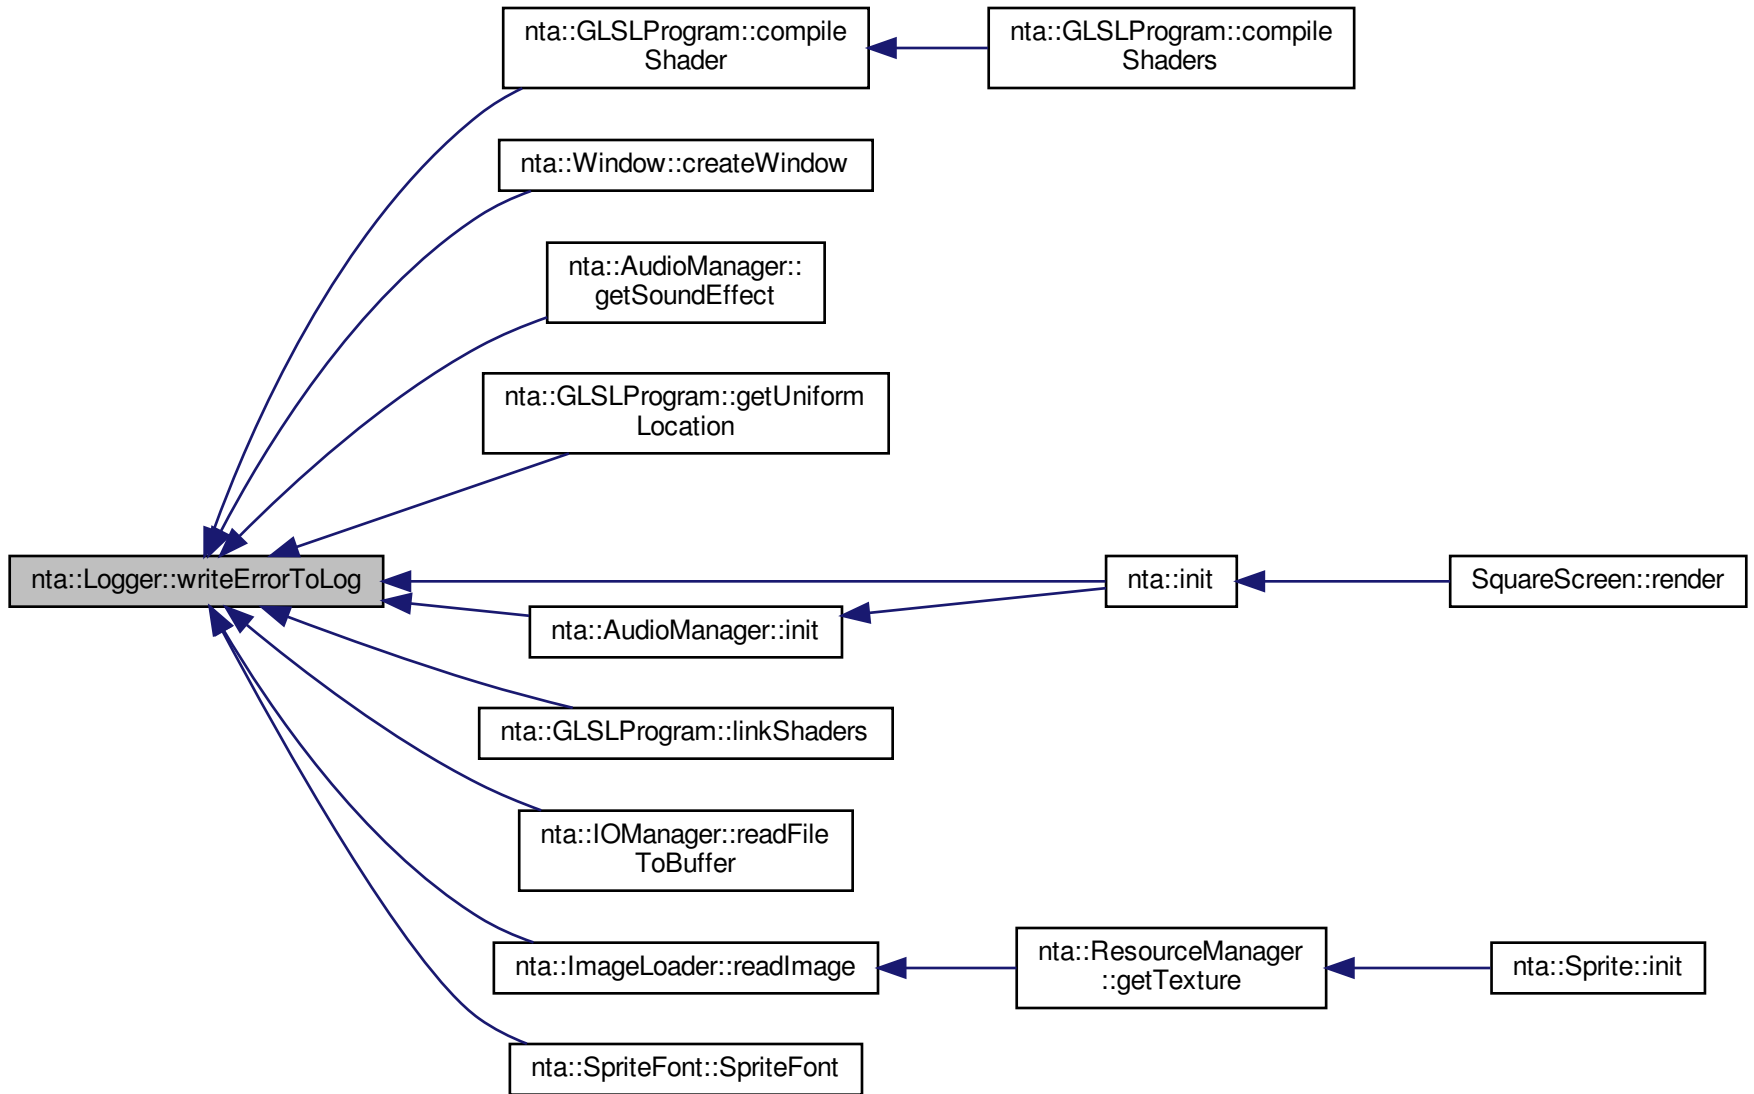 nta::GLSLProgram::compile
Shader
nta::GLSLProgram::compile
Shaders
nta::Window::createWindow
nta::AudioManager::
getSoundEffect
nta::GLSLProgram::getUniform
Location
nta::Logger::writeErrorToLog
nta::init
SquareScreen::render
nta::AudioManager::init
nta::GLSLProgram::linkShaders
nta::IOManager::readFile
ToBuffer
nta::ImageLoader::readImage
nta::ResourceManager
::getTexture
nta::Sprite::init
nta::SpriteFont::SpriteFont